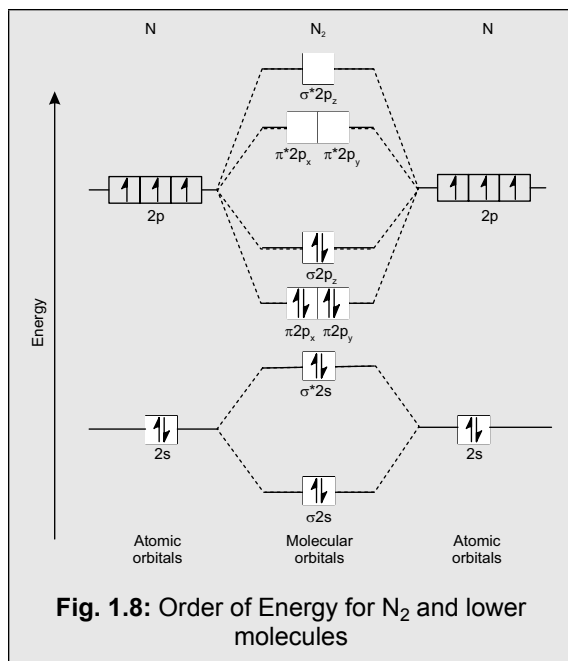 N N₂ N
σ*2pz
π*2px π*2py
2p 2p
σ2pz
π2px π2py
Energy
σ*2s
2s 2s
σ2s
Atomic orbitals
Molecular orbitals
Atomic orbitals
Fig. 1.8: Order of Energy for N₂ and lower
molecules